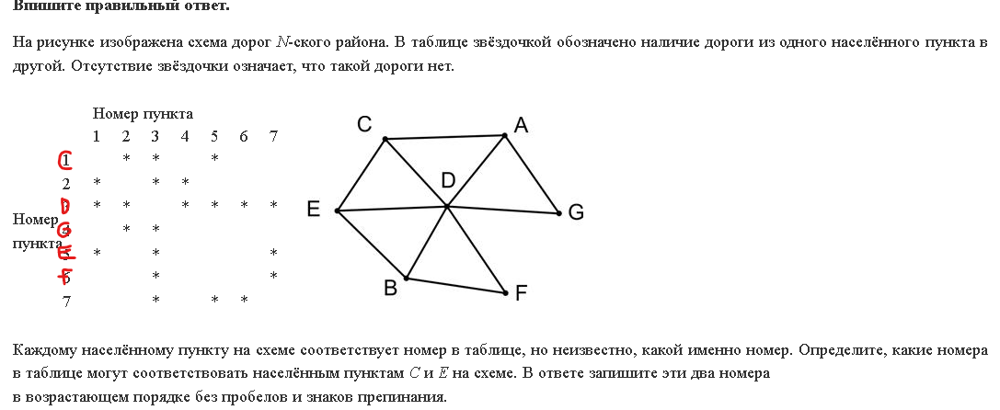 Впишите правильный ответ.
На рисунке изображена схема дорог N-ского района. В таблице звёздочкой обозначено наличие дороги из одного населённого пункта в
другой. Отсутствие звёздочки означает, что такой дороги нет.
Номер пункта
1 2 3 4 5 6 7
C 1 * * *
2 * * *
D 3 * * * * * *
Номер
G 4 * *
пункта
E 5 * * *
F 6 * *
7 * * *
C
A
D
E
G
B
F
Каждому населённому пункту на схеме соответствует номер в таблице, но неизвестно, какой именно номер. Определите, какие номера
в таблице могут соответствовать населённым пунктам C и E на схеме. В ответе запишите эти два номера
в возрастающем порядке без пробелов и знаков препинания.